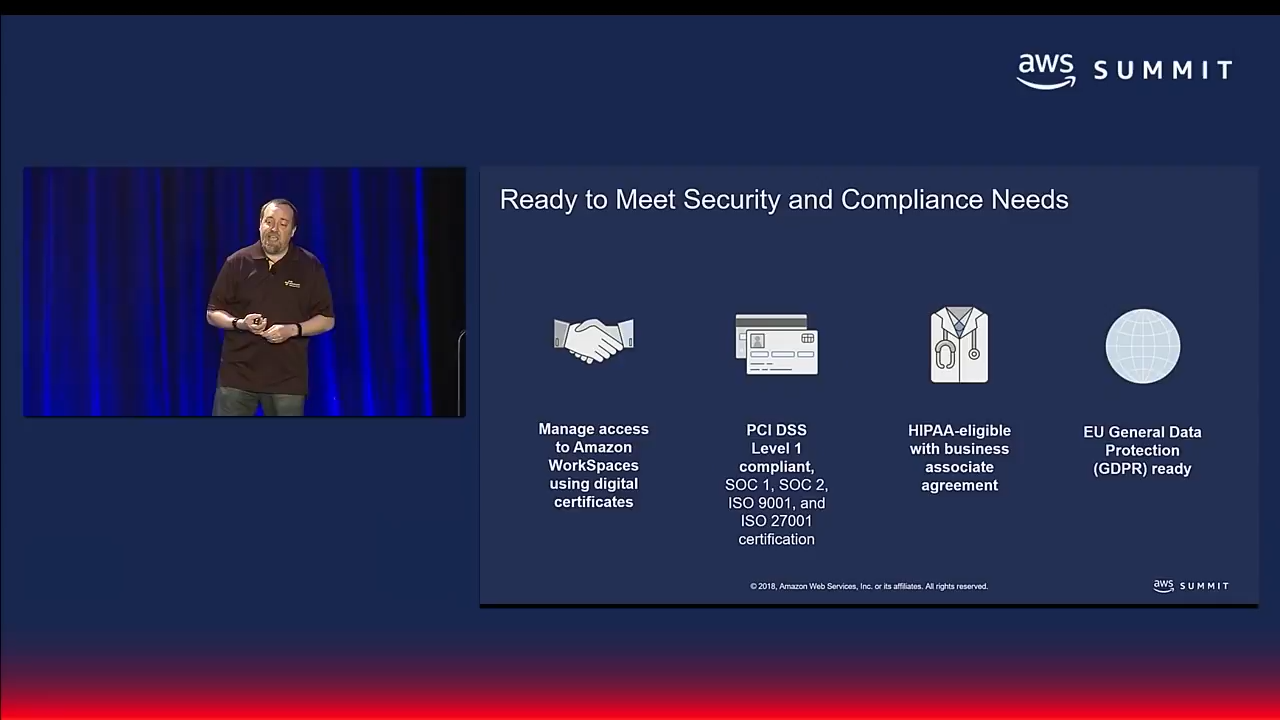 aws SUMMIT
Ready to Meet Security and Compliance Needs
Manage access
to Amazon
WorkSpaces
using digital
certificates
PCI DSS
Level 1
compliant,
SOC 1, SOC 2,
ISO 9001, and
ISO 27001
certification
HIPAA-eligible
with business
associate
agreement
EU General Data
Protection
(GDPR) ready
© 2018, Amazon Web Services, Inc. or its affiliates. All rights reserved.
aws SUMMIT